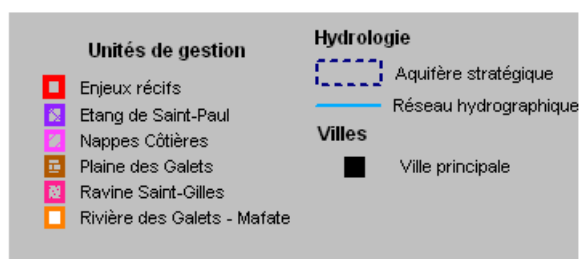 Unités de gestion
Enjeux récifs
Etang de Saint-Paul
Nappes Côtières
Plaine des Galets
Ravine Saint-Gilles
Rivière des Galets - Mafate
Hydrologie
Aquifère stratégique
Réseau hydrographique
Villes
Ville principale